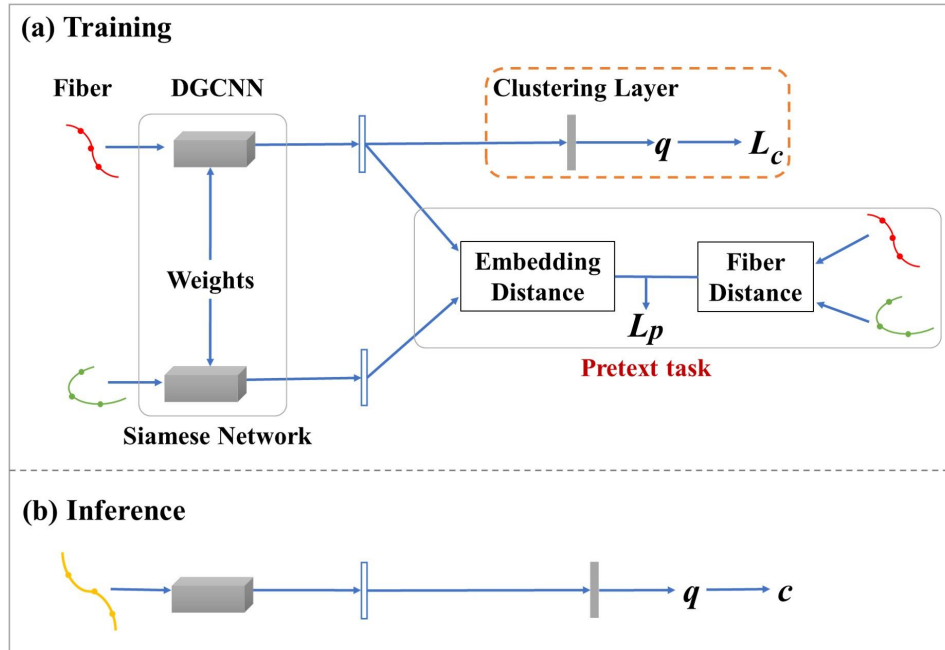 (a) Training
Fiber
DGCNN
Clustering Layer
q
L_c
Weights
Embedding
Distance
Fiber
Distance
L_p
Pretext task
Siamese Network
(b) Inference
q
c